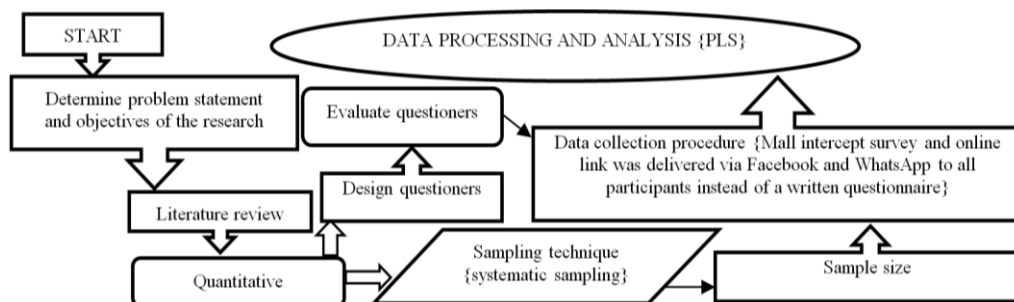 START
DATA PROCESSING AND ANALYSIS {PLS}
Determine problem statement
and objectives of the research
Evaluate questioners
Data collection procedure {Mall intercept survey and online
link was delivered via Facebook and WhatsApp to all
participants instead of a written questionnaire}
Design questioners
Literature review
Sampling technique
{systematic sampling}
Sample size
Quantitative